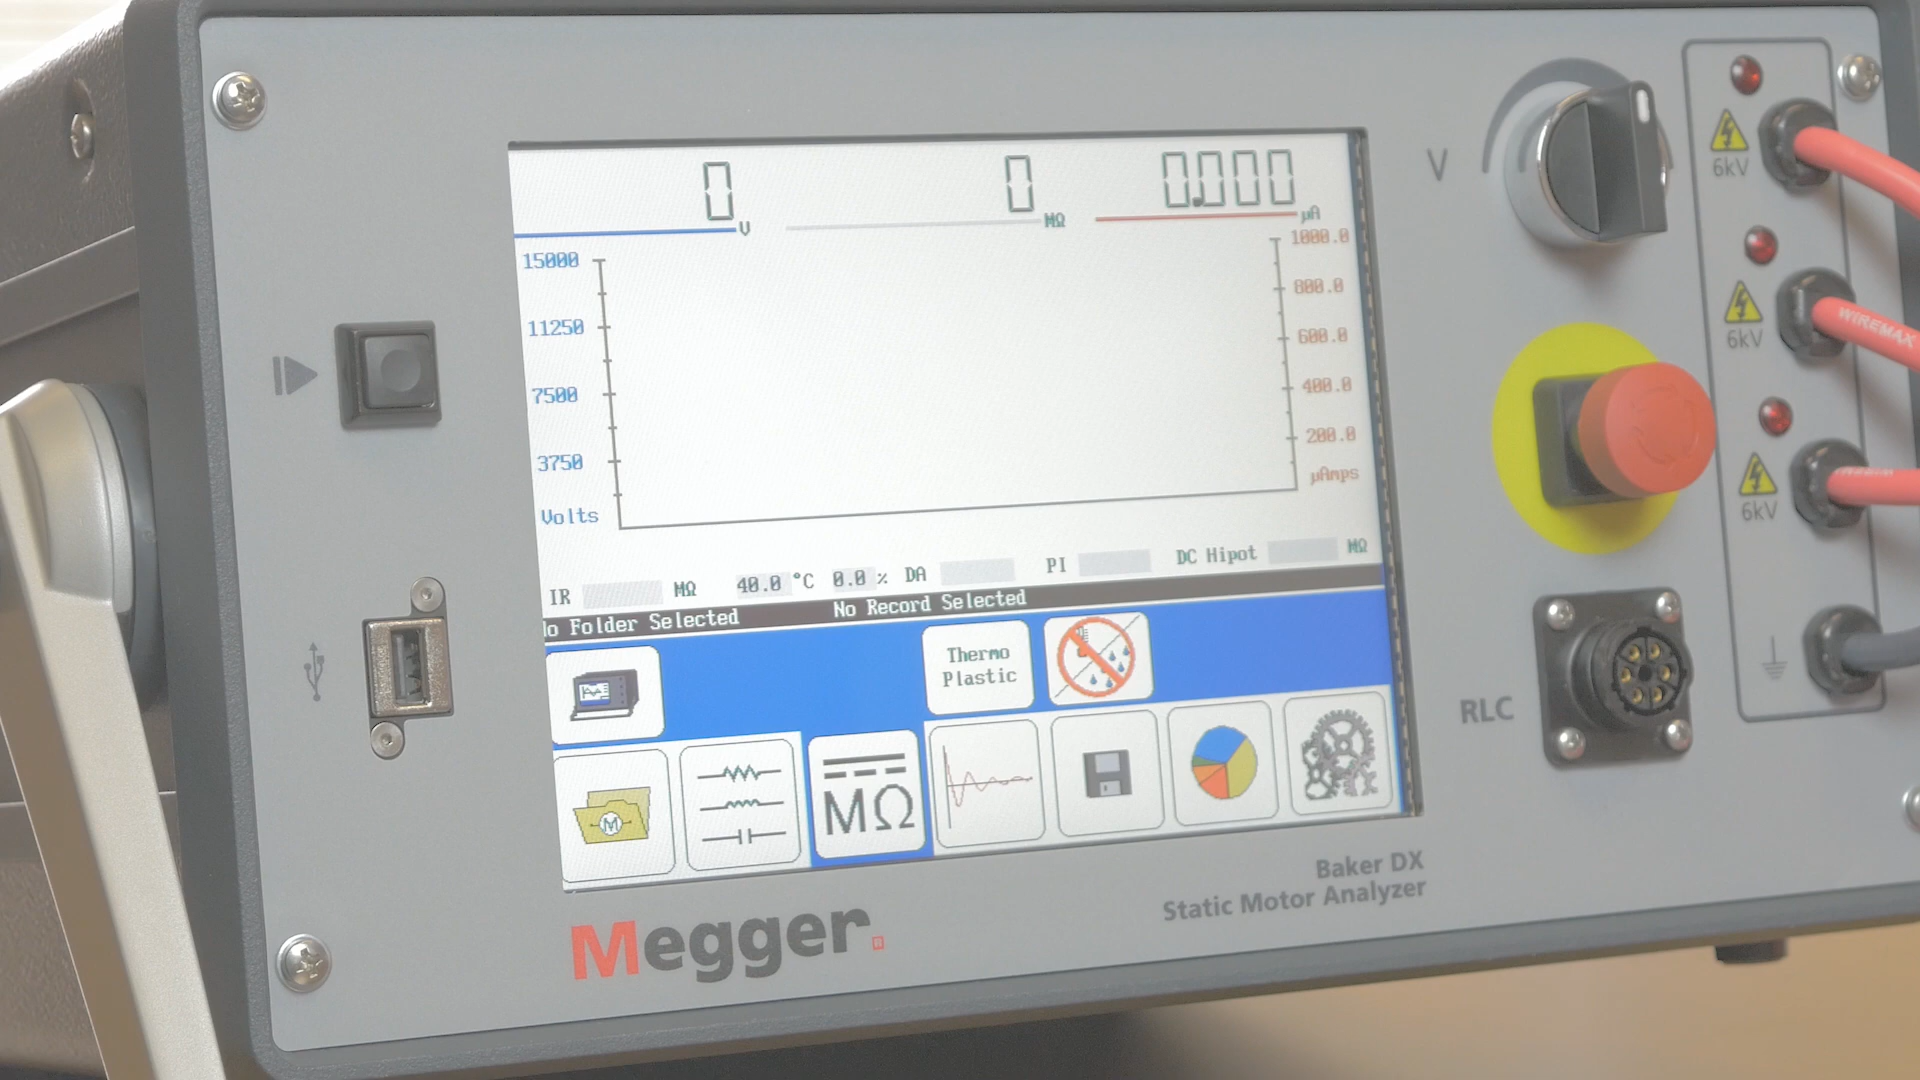 0 V
0 MΩ
0.000 µA
15000
11250
7500
3750
Volts
1000.0
800.0
600.0
400.0
200.0
µAmps
IR MΩ 40.0 °C 0.0 % DA PI DC Hipot MΩ
No Folder Selected No Record Selected
Thermo
Plastic
M
MΩ
Megger.
Baker DX
Static Motor Analyzer
V
6kV
6kV
6kV
RLC
WIREMAX
WIREMAX